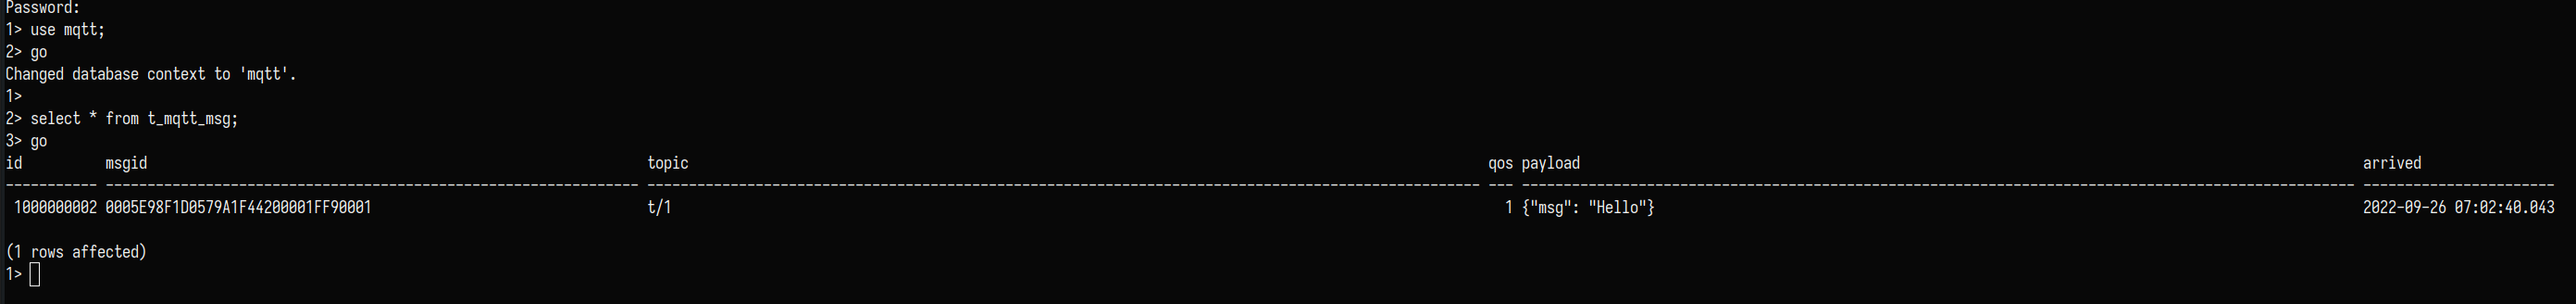 Password:
1> use mqtt;
2> go
Changed database context to 'mqtt'.
1>
2> select * from t_mqtt_msg;
3> go
id          msgid                                                            topic                                                                                                qos payload                                                                                              arrived
----------- ---------------------------------------------------------------- ---------------------------------------------------------------------------------------------------- --- ---------------------------------------------------------------------------------------------------- -----------------------
 1000000002 0005E98F1D0579A1F44200001FF90001                                 t/1                                                                                                    1 {"msg": "Hello"}                                                                                     2022-09-26 07:02:40.043
(1 rows affected)
1>